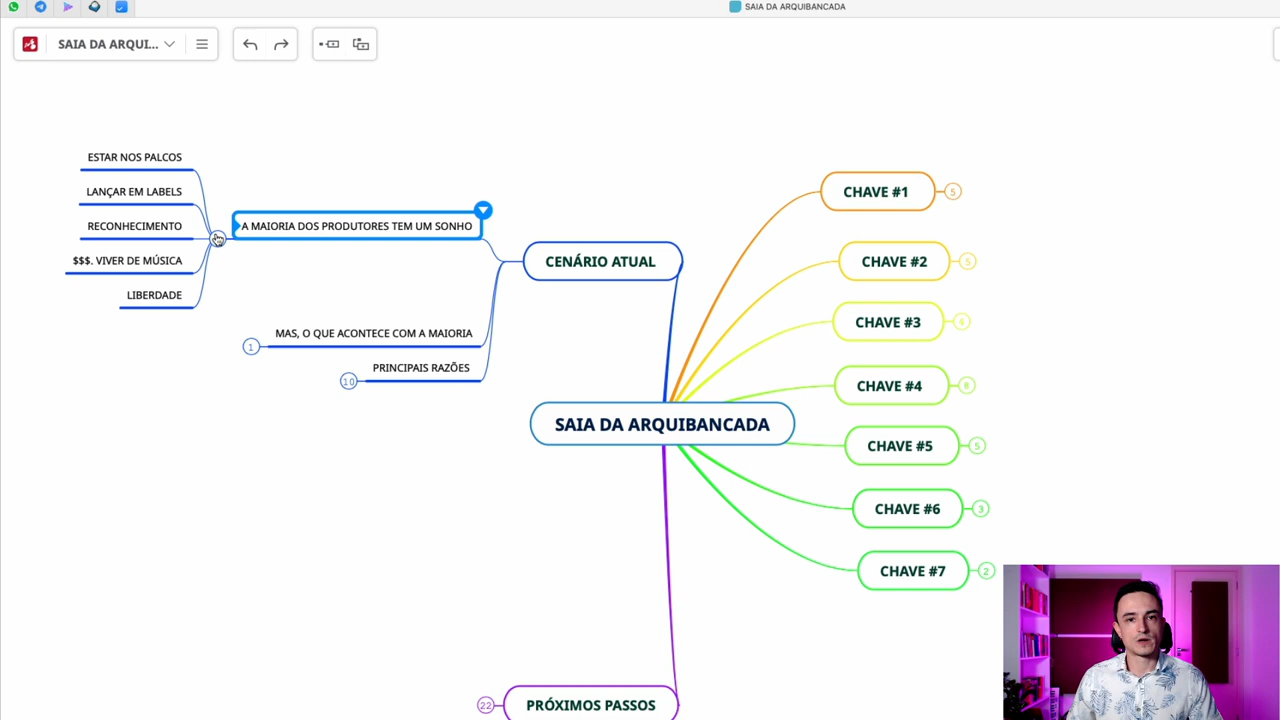 SAIA DA ARQUIBANCADA
SAIA DA ARQUI...
ESTAR NOS PALCOS
LANÇAR EM LABELS
RECONHECIMENTO
$$$. VIVER DE MÚSICA
LIBERDADE
A MAIORIA DOS PRODUTORES TEM UM SONHO
CENÁRIO ATUAL
MAS, O QUE ACONTECE COM A MAIORIA
1
PRINCIPAIS RAZÕES
10
SAIA DA ARQUIBANCADA
CHAVE #1
5
CHAVE #2
5
CHAVE #3
4
CHAVE #4
8
CHAVE #5
5
CHAVE #6
3
CHAVE #7
2
22
PRÓXIMOS PASSOS